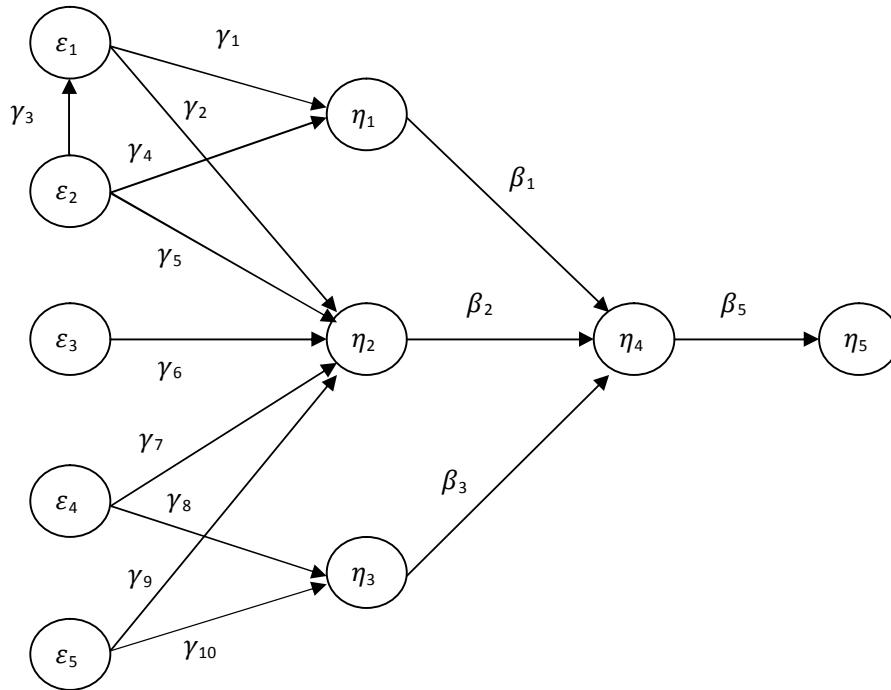 ε₁
γ₁
γ₃
γ₂
η₁
γ₄
β₁
ε₂
γ₅
β₂
β₅
ε₃
η₂
η₄
η₅
γ₆
γ₇
β₃
ε₄
γ₈
γ₉
η₃
ε₅
γ₁₀